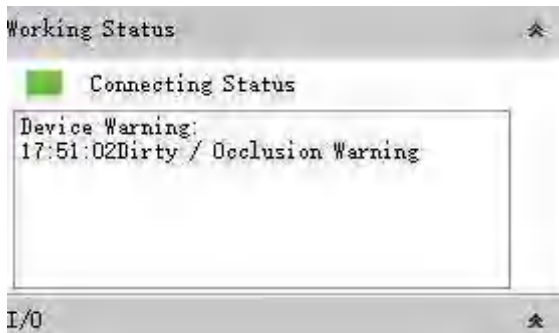 Working Status
Connecting Status
Device Warning:
17:51:02Dirty / Occlusion Warning
I/O